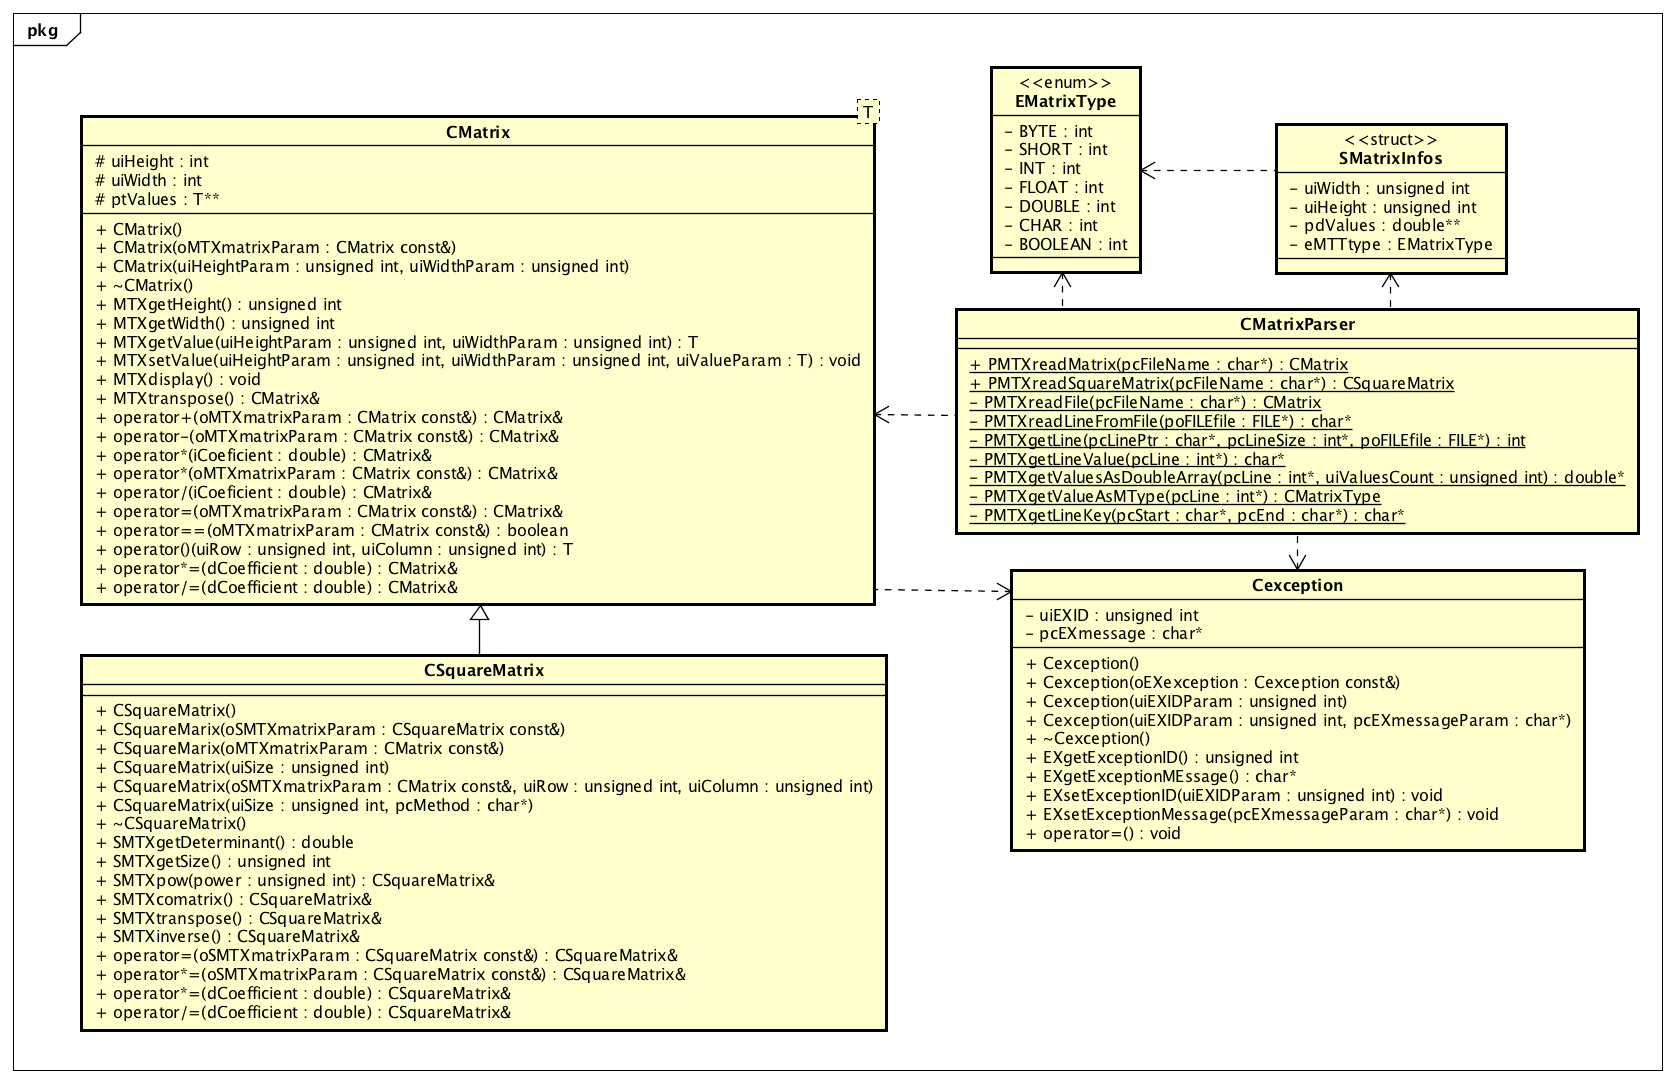 pkg
T
CMatrix
# uiHeight : int
# uiWidth : int
# ptValues : T**
+ CMatrix()
+ CMatrix(oMTXmatrixParam : CMatrix const&)
+ CMatrix(uiHeightParam : unsigned int, uiWidthParam : unsigned int)
+ ~CMatrix()
+ MTXgetHeight() : unsigned int
+ MTXgetWidth() : unsigned int
+ MTXgetValue(uiHeightParam : unsigned int, uiWidthParam : unsigned int) : T
+ MTXsetValue(uiHeightParam : unsigned int, uiWidthParam : unsigned int, uiValueParam : T) : void
+ MTXdisplay() : void
+ MTXtranspose() : CMatrix&
+ operator+(oMTXmatrixParam : CMatrix const&) : CMatrix&
+ operator-(oMTXmatrixParam : CMatrix const&) : CMatrix&
+ operator*(iCoeficient : double) : CMatrix&
+ operator*(oMTXmatrixParam : CMatrix const&) : CMatrix&
+ operator/(iCoeficient : double) : CMatrix&
+ operator=(oMTXmatrixParam : CMatrix const&) : CMatrix&
+ operator==(oMTXmatrixParam : CMatrix const&) : boolean
+ operator()(uiRow : unsigned int, uiColumn : unsigned int) : T
+ operator*=(dCoefficient : double) : CMatrix&
+ operator/=(dCoefficient : double) : CMatrix&
CSquareMatrix
+ CSquareMatrix()
+ CSquareMarix(oSMTXmatrixParam : CSquareMatrix const&)
+ CSquareMarix(oMTXmatrixParam : CMatrix const&)
+ CSquareMatrix(uiSize : unsigned int)
+ CSquareMatrix(oSMTXmatrixParam : CMatrix const&, uiRow : unsigned int, uiColumn : unsigned int)
+ CSquareMatrix(uiSize : unsigned int, pcMethod : char*)
+ ~CSquareMatrix()
+ SMTXgetDeterminant() : double
+ SMTXgetSize() : unsigned int
+ SMTXpow(power : unsigned int) : CSquareMatrix&
+ SMTXcomatrix() : CSquareMatrix&
+ SMTXtranspose() : CSquareMatrix&
+ SMTXinverse() : CSquareMatrix&
+ operator=(oSMTXmatrixParam : CSquareMatrix const&) : CSquareMatrix&
+ operator*=(oSMTXmatrixParam : CSquareMatrix const&) : CSquareMatrix&
+ operator*=(dCoefficient : double) : CSquareMatrix&
+ operator/=(dCoefficient : double) : CSquareMatrix&
<<enum>>
EMatrixType
- BYTE : int
- SHORT : int
- INT : int
- FLOAT : int
- DOUBLE : int
- CHAR : int
- BOOLEAN : int
<<struct>>
SMatrixInfos
- uiWidth : unsigned int
- uiHeight : unsigned int
- pdValues : double**
- eMTTtype : EMatrixType
CMatrixParser
+ PMTXreadMatrix(pcFileName : char*) : CMatrix
+ PMTXreadSquareMatrix(pcFileName : char*) : CSquareMatrix
- PMTXreadFile(pcFileName : char*) : CMatrix
- PMTXreadLineFromFile(poFILEfile : FILE*) : char*
- PMTXgetLine(pcLinePtr : char*, pcLineSize : int*, poFILEfile : FILE*) : int
- PMTXgetLineValue(pcLine : int*) : char*
- PMTXgetValuesAsDoubleArray(pcLine : int*, uiValuesCount : unsigned int) : double*
- PMTXgetValueAsMType(pcLine : int*) : CMatrixType
- PMTXgetLineKey(pcStart : char*, pcEnd : char*) : char*
Cexception
- uiEXID : unsigned int
- pcEXmessage : char*
+ Cexception()
+ Cexception(oEXexception : Cexception const&)
+ Cexception(uiEXIDParam : unsigned int)
+ Cexception(uiEXIDParam : unsigned int, pcEXmessageParam : char*)
+ ~Cexception()
+ EXgetExceptionID() : unsigned int
+ EXgetExceptionMEssage() : char*
+ EXsetExceptionID(uiEXIDParam : unsigned int) : void
+ EXsetExceptionMessage(pcEXmessageParam : char*) : void
+ operator=() : void